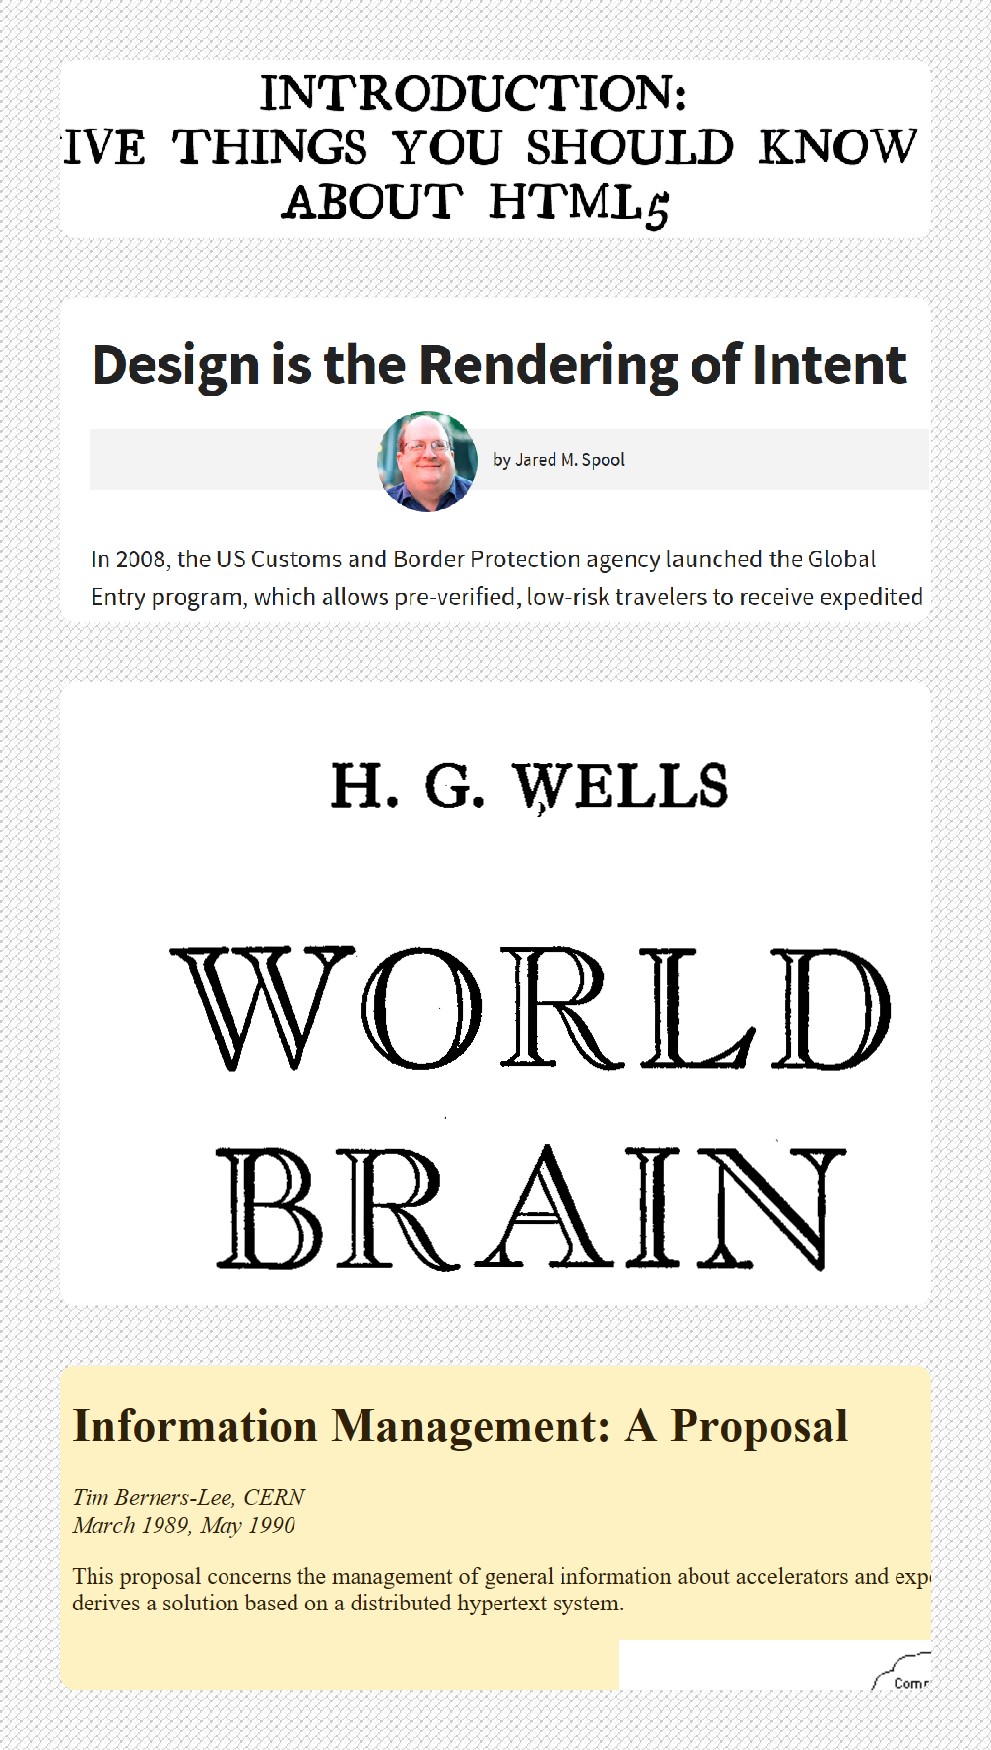 INTRODUCTION:
IVE THINGS YOU SHOULD KNOW
ABOUT HTML5
Design is the Rendering of Intent
by Jared M. Spool
In 2008, the US Customs and Border Protection agency launched the Global
Entry program, which allows pre-verified, low-risk travelers to receive expedited
H. G. WELLS
WORLD
BRAIN
Information Management: A Proposal
Tim Berners-Lee, CERN
March 1989, May 1990
This proposal concerns the management of general information about accelerators and exp
derives a solution based on a distributed hypertext system.
Com